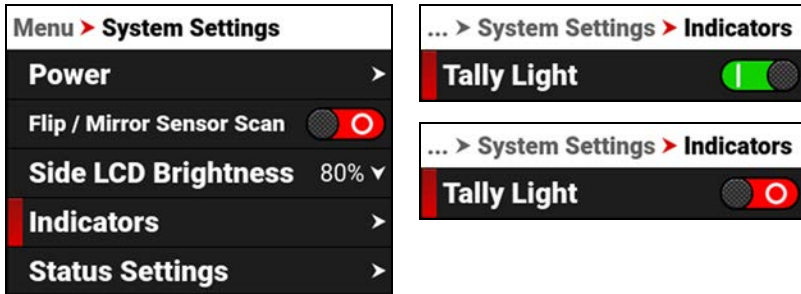 Menu > System Settings
Power >
Flip / Mirror Sensor Scan
Side LCD Brightness 80%
Indicators >
Status Settings >
... > System Settings > Indicators
Tally Light
... > System Settings > Indicators
Tally Light